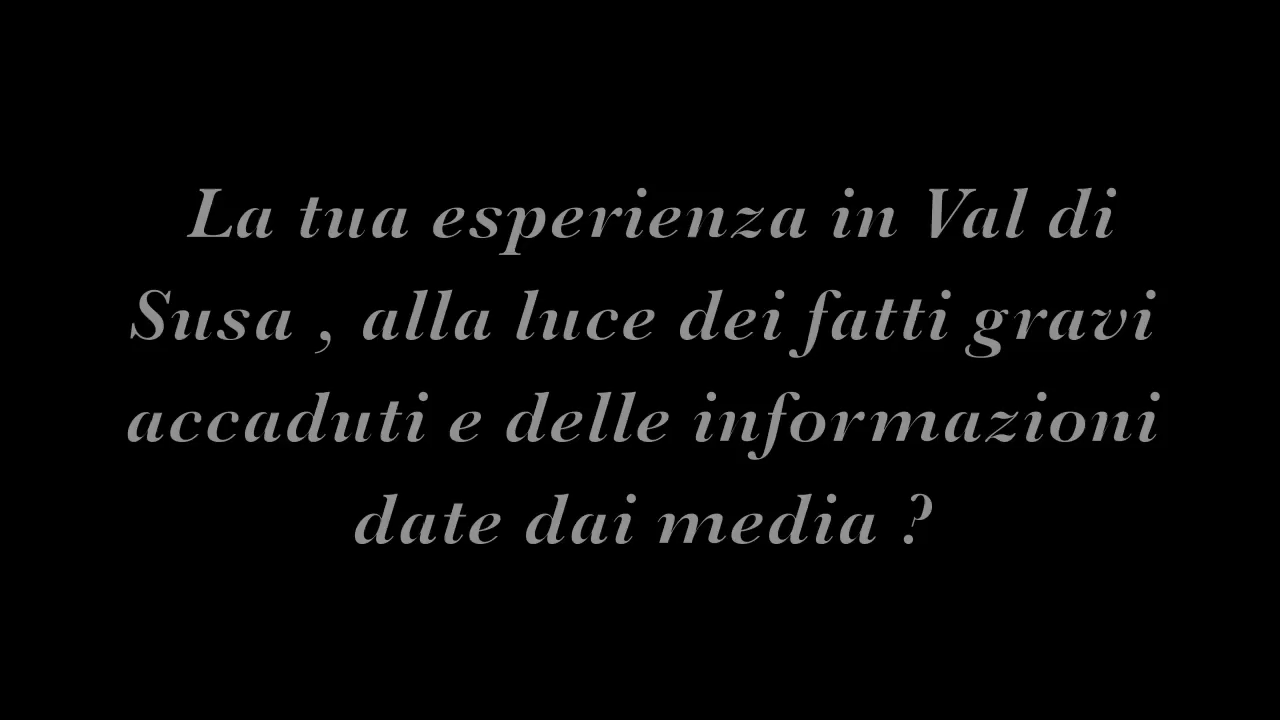 La tua esperienza in Val di
Susa , alla luce dei fatti gravi
accaduti e delle informazioni
date dai media ?